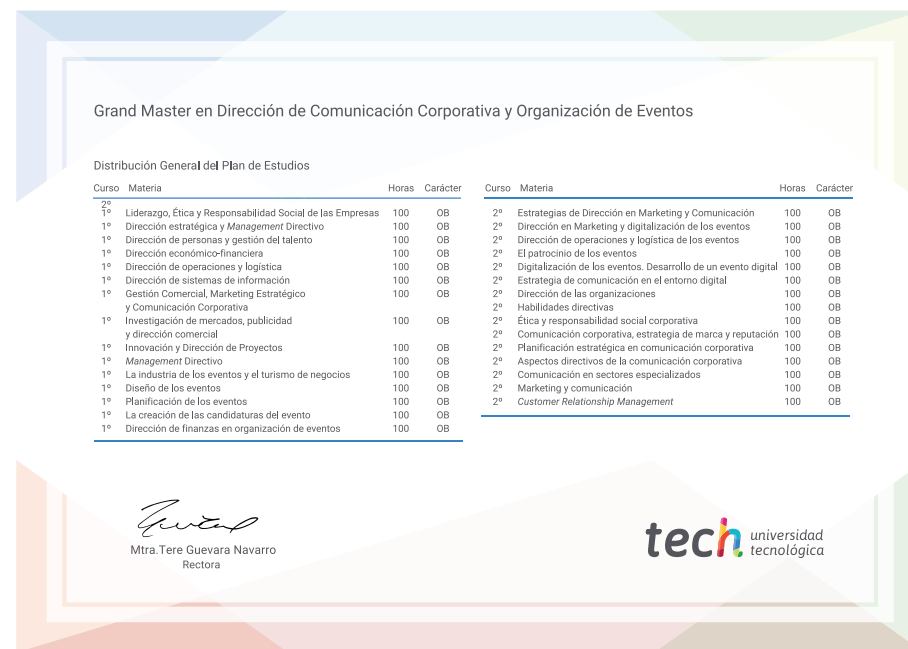 Grand Master en Dirección de Comunicación Corporativa y Organización de Eventos
Distribución General del Plan de Estudios
Curso Materia Horas Carácter
2º
1º Liderazgo, Ética y Responsabilidad Social de las Empresas 100 OB
1º Dirección estratégica y Management Directivo 100 OB
1º Dirección de personas y gestión del talento 100 OB
1º Dirección económico-financiera 100 OB
1º Dirección de operaciones y logística 100 OB
1º Dirección de sistemas de información 100 OB
1º Gestión Comercial, Marketing Estratégico 100 OB
y Comunicación Corporativa
1º Investigación de mercados, publicidad 100 OB
y dirección comercial
1º Innovación y Dirección de Proyectos 100 OB
1º Management Directivo 100 OB
1º La industria de los eventos y el turismo de negocios 100 OB
1º Diseño de los eventos 100 OB
1º Planificación de los eventos 100 OB
1º La creación de las candidaturas del evento 100 OB
1º Dirección de finanzas en organización de eventos 100 OB
Curso Materia Horas Carácter
2º Estrategias de Dirección en Marketing y Comunicación 100 OB
2º Dirección en Marketing y digitalización de los eventos 100 OB
2º Dirección de operaciones y logística de los eventos 100 OB
2º El patrocinio de los eventos 100 OB
2º Digitalización de los eventos. Desarrollo de un evento digital 100 OB
2º Estrategia de comunicación en el entorno digital 100 OB
2º Dirección de las organizaciones 100 OB
2º Habilidades directivas 100 OB
2º Ética y responsabilidad social corporativa 100 OB
2º Comunicación corporativa, estrategia de marca y reputación 100 OB
2º Planificación estratégica en comunicación corporativa 100 OB
2º Aspectos directivos de la comunicación corporativa 100 OB
2º Comunicación en sectores especializados 100 OB
2º Marketing y comunicación 100 OB
2º Customer Relationship Management 100 OB
Mtra.Tere Guevara Navarro
Rectora
tech universidad
tecnológica